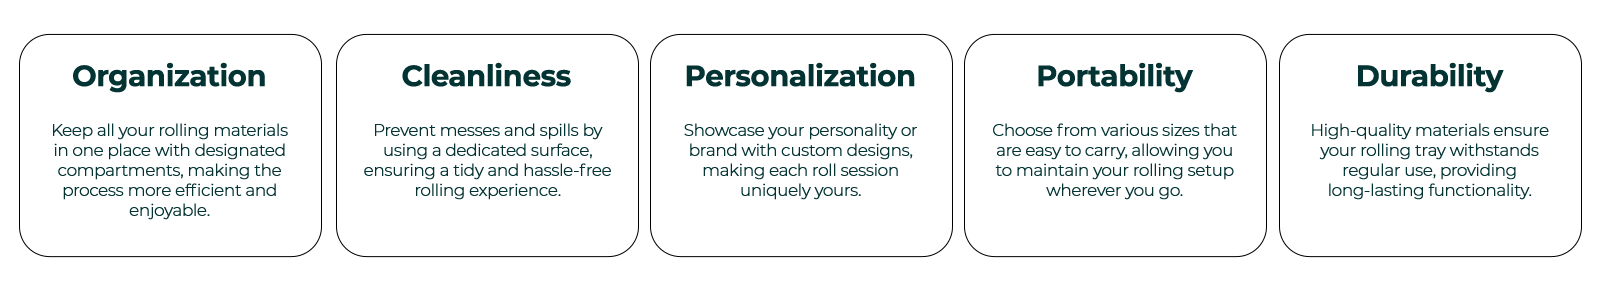 Organization
Keep all your rolling materials
in one place with designated
compartments, making the
process more efficient and
enjoyable.
Cleanliness
Prevent messes and spills by
using a dedicated surface,
ensuring a tidy and hassle-free
rolling experience.
Personalization
Showcase your personality or
brand with custom designs,
making each roll session
uniquely yours.
Portability
Choose from various sizes that
are easy to carry, allowing you
to maintain your rolling setup
wherever you go.
Durability
High-quality materials ensure
your rolling tray withstands
regular use, providing
long-lasting functionality.